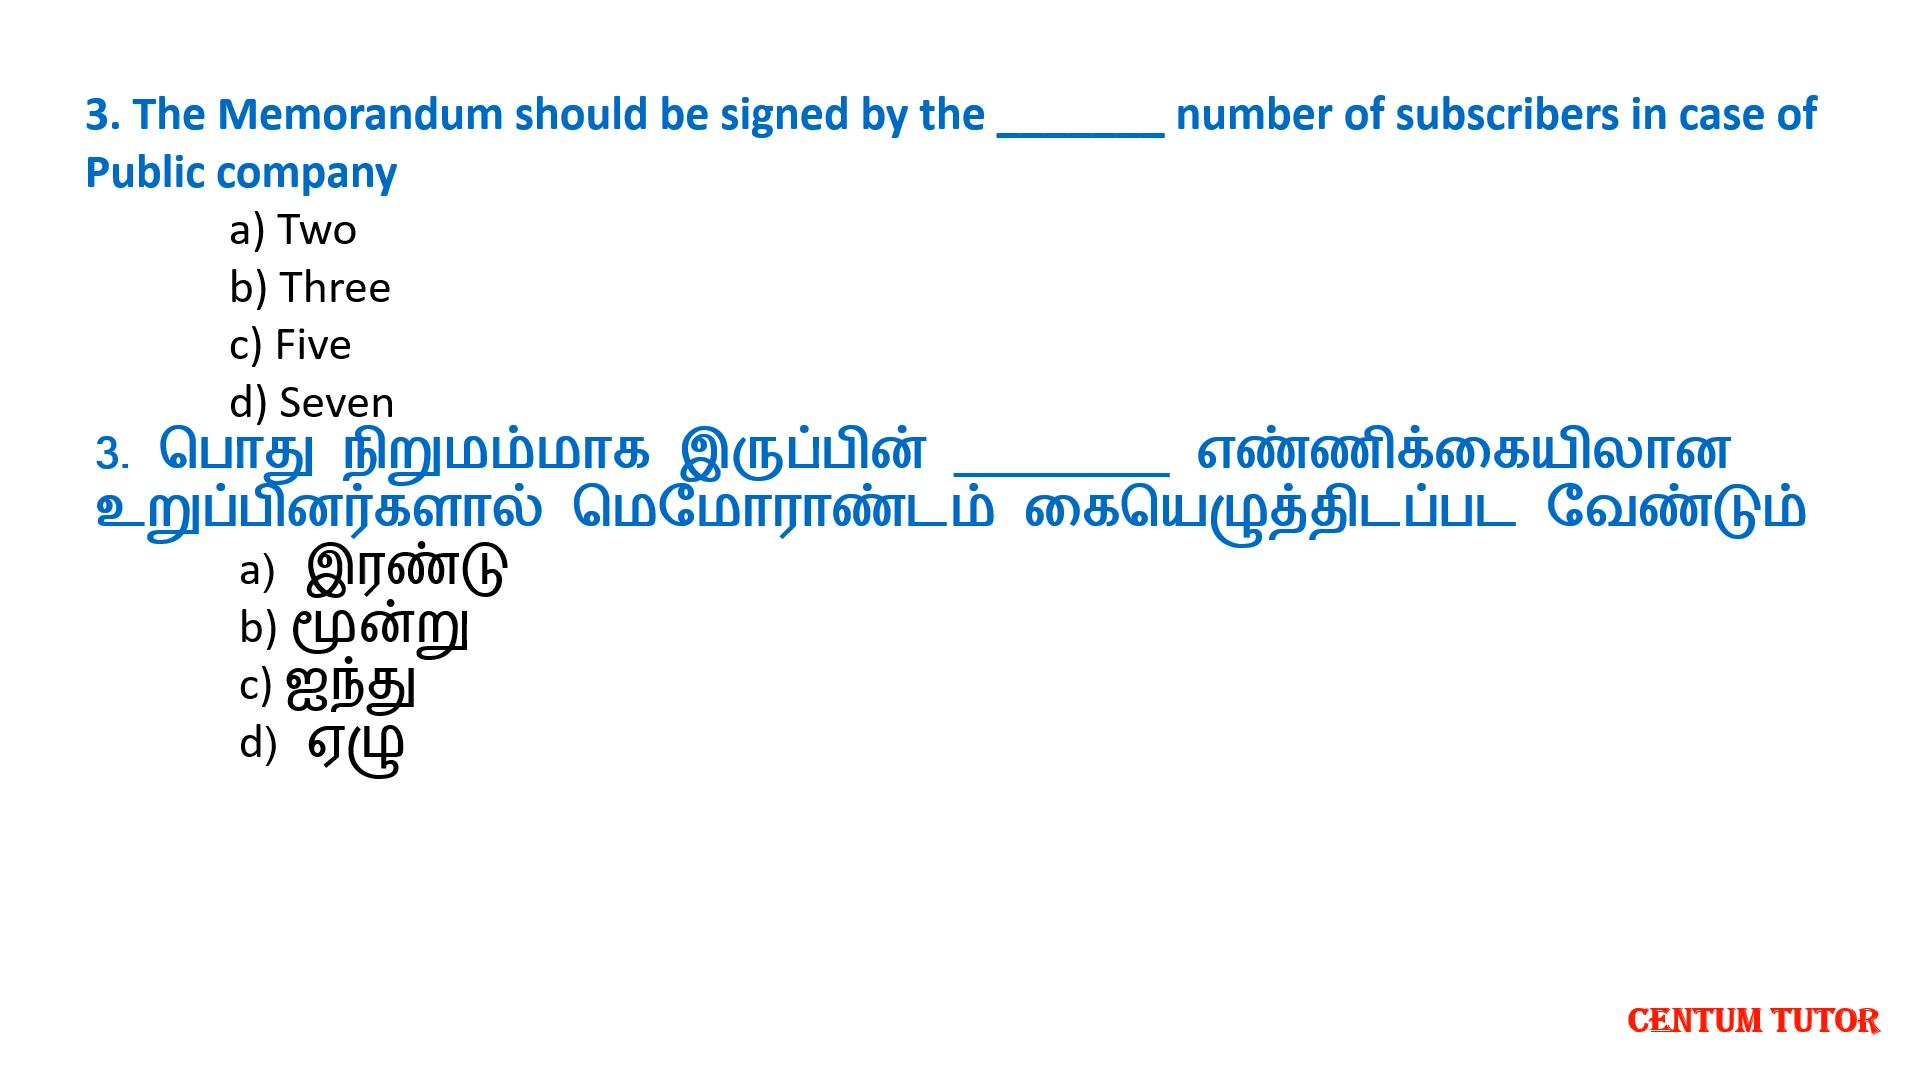 3. The Memorandum should be signed by the _______ number of subscribers in case of
Public company
a) Two
b) Three
c) Five
d) Seven
3. பொது நிறுமம்மாக இருப்பின் _______ எண்ணிக்கையிலான
உறுப்பினர்களால் மெமோராண்டம் கையெழுத்திடப்பட வேண்டும்
a) இரண்டு
b) மூன்று
c) ஐந்து
d) ஏழு
CENTUM TUTOR